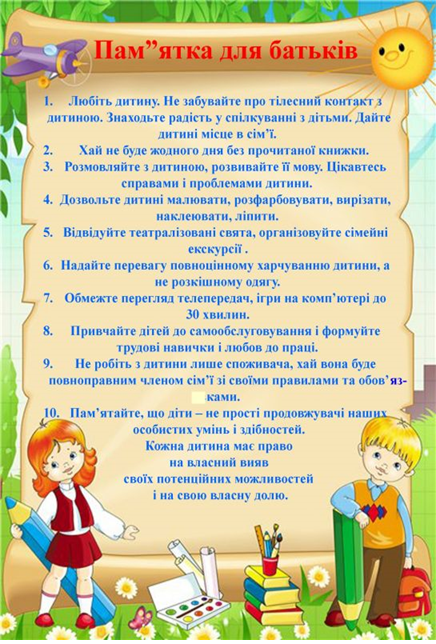 Пам”ятка для батьків
1. Любіть дитину. Не забувайте про тілесний контакт з
дитиною. Знаходьте радість у спілкуванні з дітьми. Дайте
дитині місце в сім’ї.
2. Хай не буде жодного дня без прочитаної книжки.
3. Розмовляйте з дитиною, розвивайте її мову. Цікавтесь
справами і проблемами дитини.
4. Дозвольте дитині малювати, розфарбовувати, вирізати,
наклеювати, ліпити.
5. Відвідуйте театралізовані свята, організовуйте сімейні
екскурсії .
6. Надайте перевагу повноцінному харчуванню дитини, а
не розкішному одягу.
7. Обмежте перегляд телепередач, ігри на комп’ютері до
30 хвилин.
8. Привчайте дітей до самообслуговування і формуйте
трудові навички і любов до праці.
9. Не робіть з дитини лише споживача, хай вона буде
повноправним членом сім’ї зі своїми правилами та обов’яз-
ками.
10. Пам’ятайте, що діти – не прості продовжувачі наших
особистих умінь і здібностей.
Кожна дитина має право
на власний вияв
своїх потенційних можливостей
і на свою власну долю.